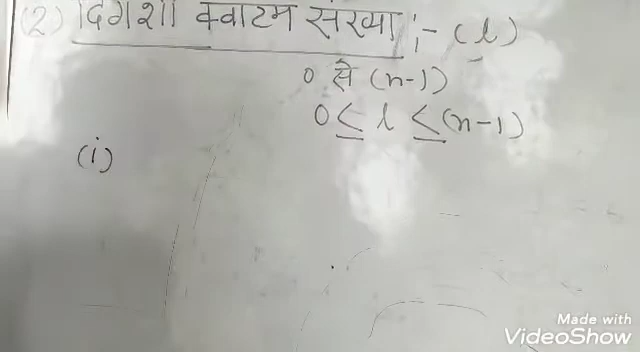 (2) दिगंशी क्वाटम संख्या :- (l)
0 से (n-1)
0 ≤ l ≤ (n-1)
(i)
Made with
VideoShow